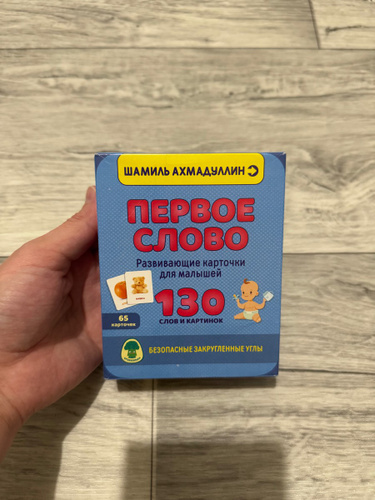 ШАМИЛЬ АХМАДУЛЛИН
ПЕРВОЕ
СЛОВО
Развивающие карточки
для малышей
130
СЛОВ И КАРТИНОК
65
карточек
БЕЗОПАСНЫЕ ЗАКРУГЛЕННЫЕ УГЛЫ